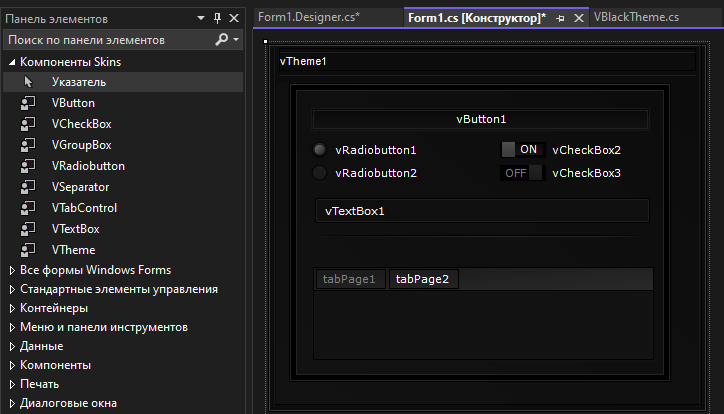 Панель элементов
Поиск по панели элементов
Компоненты Skins
Указатель
VButton
VCheckBox
VGroupBox
VRadiobutton
VSeparator
VTabControl
VTextBox
VTheme
Все формы Windows Forms
Стандартные элементы управления
Контейнеры
Меню и панели инструментов
Данные
Компоненты
Печать
Диалоговые окна
Form1.Designer.cs* Form1.cs [Конструктор]* VBlackTheme.cs
vTheme1
vButton1
vRadiobutton1 ON vCheckBox2
vRadiobutton2 OFF vCheckBox3
vTextBox1
tabPage1 tabPage2